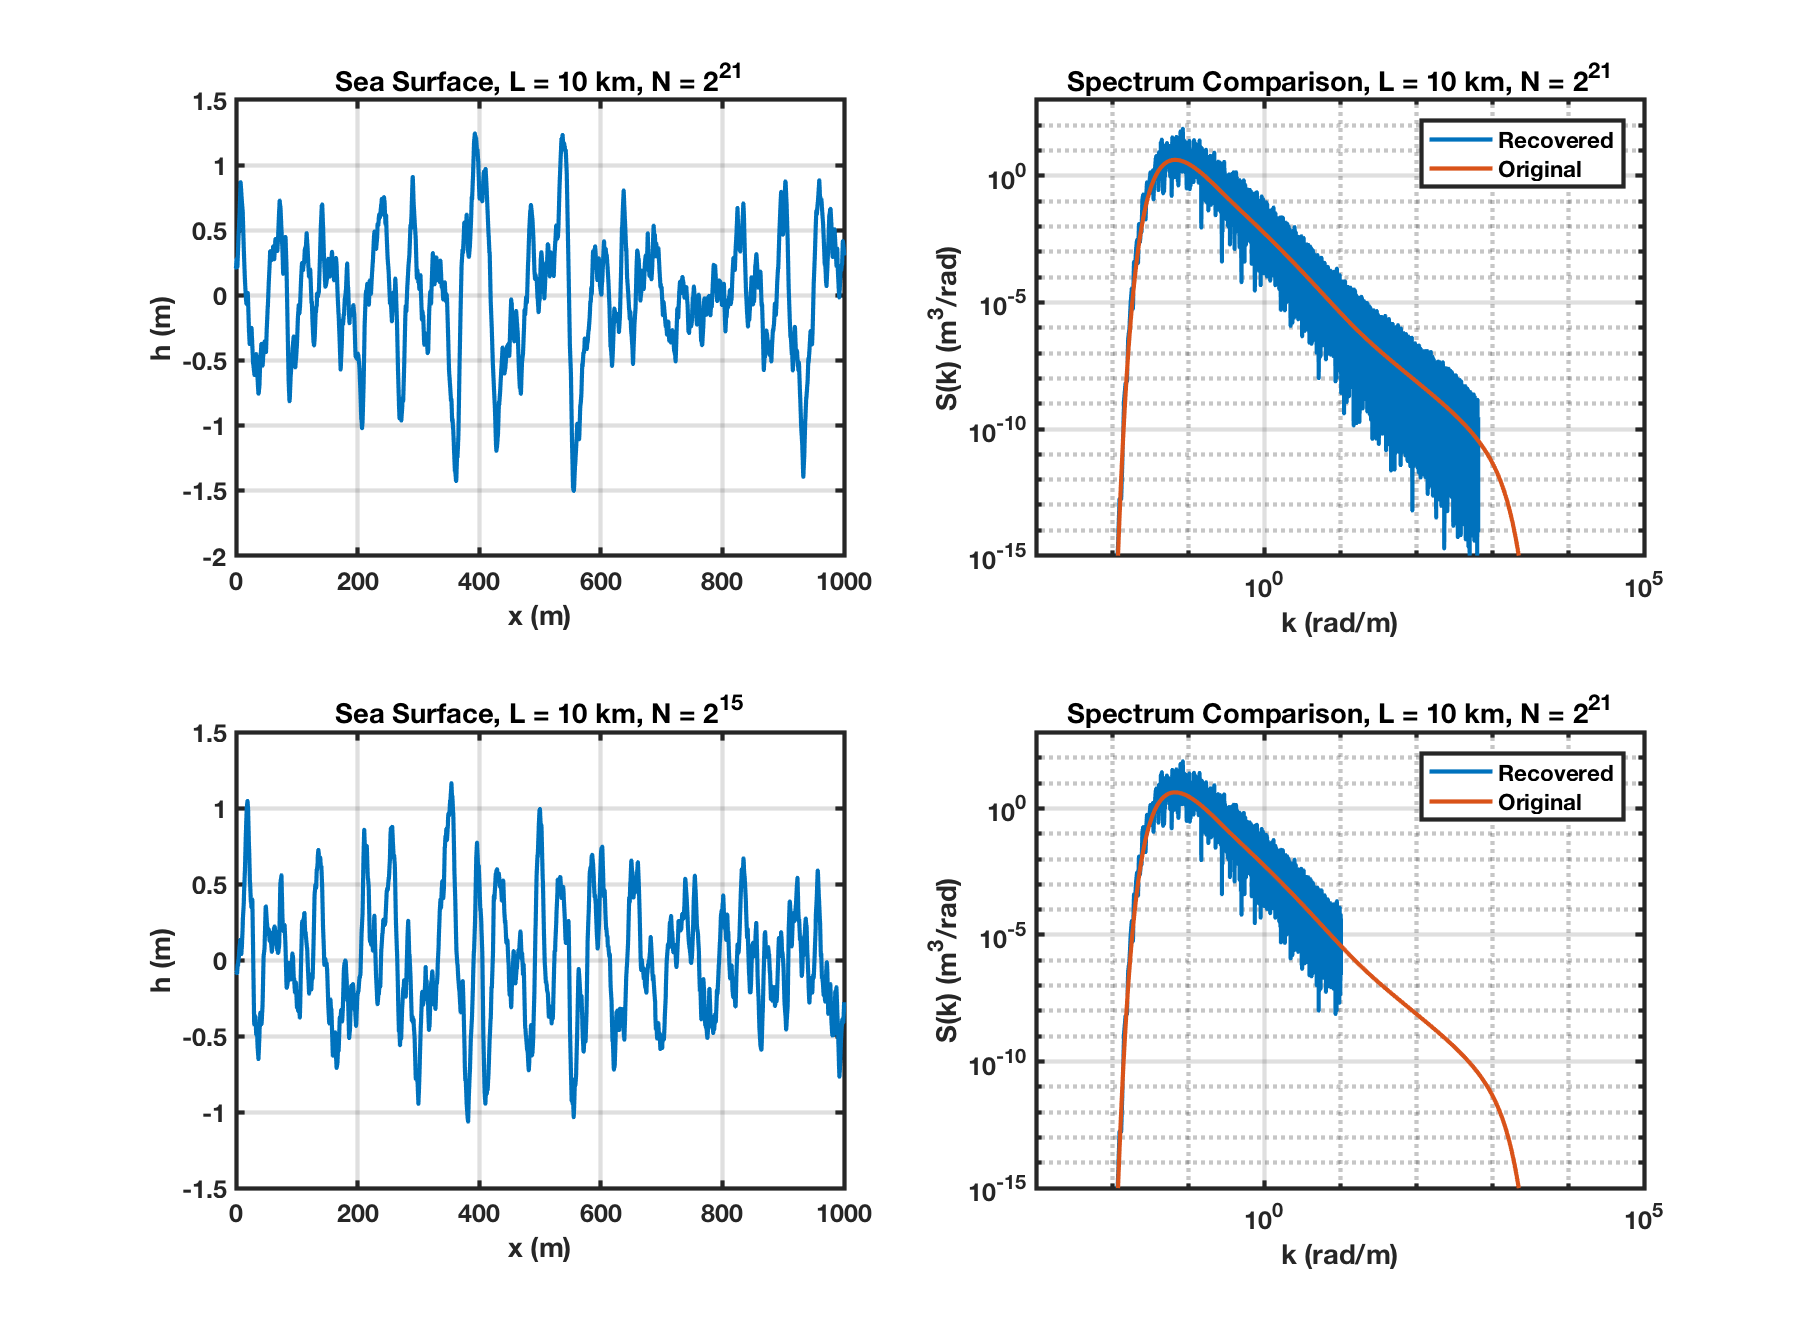 Sea Surface, L = 10 km, N = 2^21
1.5
1
0.5
0
-0.5
-1
-1.5
-2
h (m)
0 200 400 600 800 1000
x (m)
Spectrum Comparison, L = 10 km, N = 2^21
Recovered
Original
10^0
10^-5
10^-10
10^-15
S(k) (m^3/rad)
10^0 10^5
k (rad/m)
Sea Surface, L = 10 km, N = 2^15
1.5
1
0.5
0
-0.5
-1
-1.5
h (m)
0 200 400 600 800 1000
x (m)
Spectrum Comparison, L = 10 km, N = 2^21
Recovered
Original
10^0
10^-5
10^-10
10^-15
S(k) (m^3/rad)
10^0 10^5
k (rad/m)